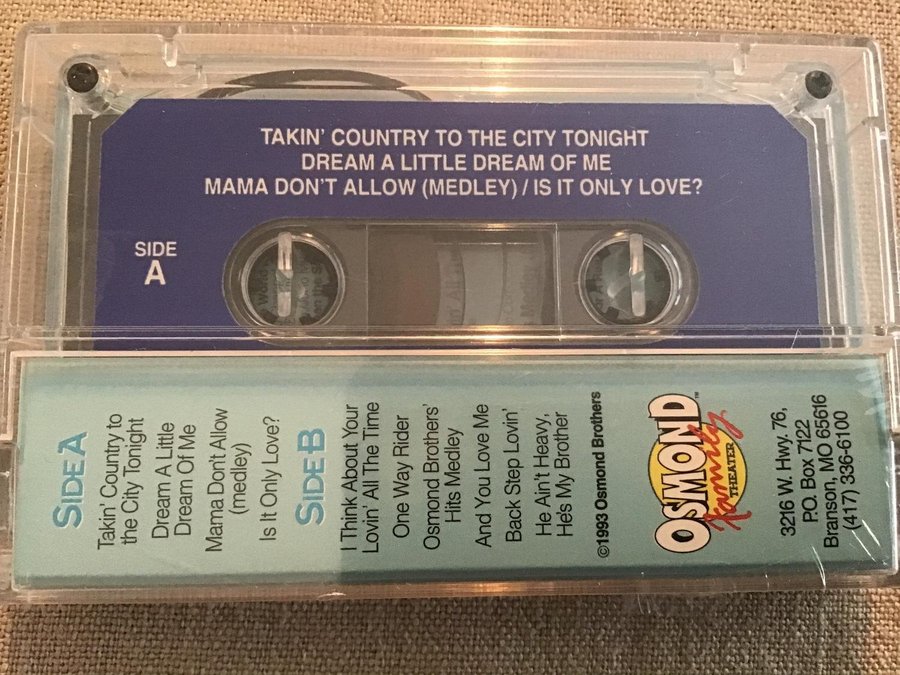 TAKIN' COUNTRY TO THE CITY TONIGHT
DREAM A LITTLE DREAM OF ME
MAMA DON'T ALLOW (MEDLEY) / IS IT ONLY LOVE?
SIDE
A
SIDE A
Takin' Country to
the City Tonight
Dream A Little
Dream Of Me
Mama Don't Allow
(medley)
Is It Only Love?
SIDE B
I Think About Your
Lovin' All The Time
One Way Rider
Osmond Brothers'
Hits Medley
And You Love Me
Back Step Lovin'
He Ain't Heavy,
He's My Brother
©1993 Osmond Brothers
OSMOND™
Family
THEATER
3216 W. Hwy. 76,
P.O. Box 7122
Branson, MO 65616
(417) 336-6100